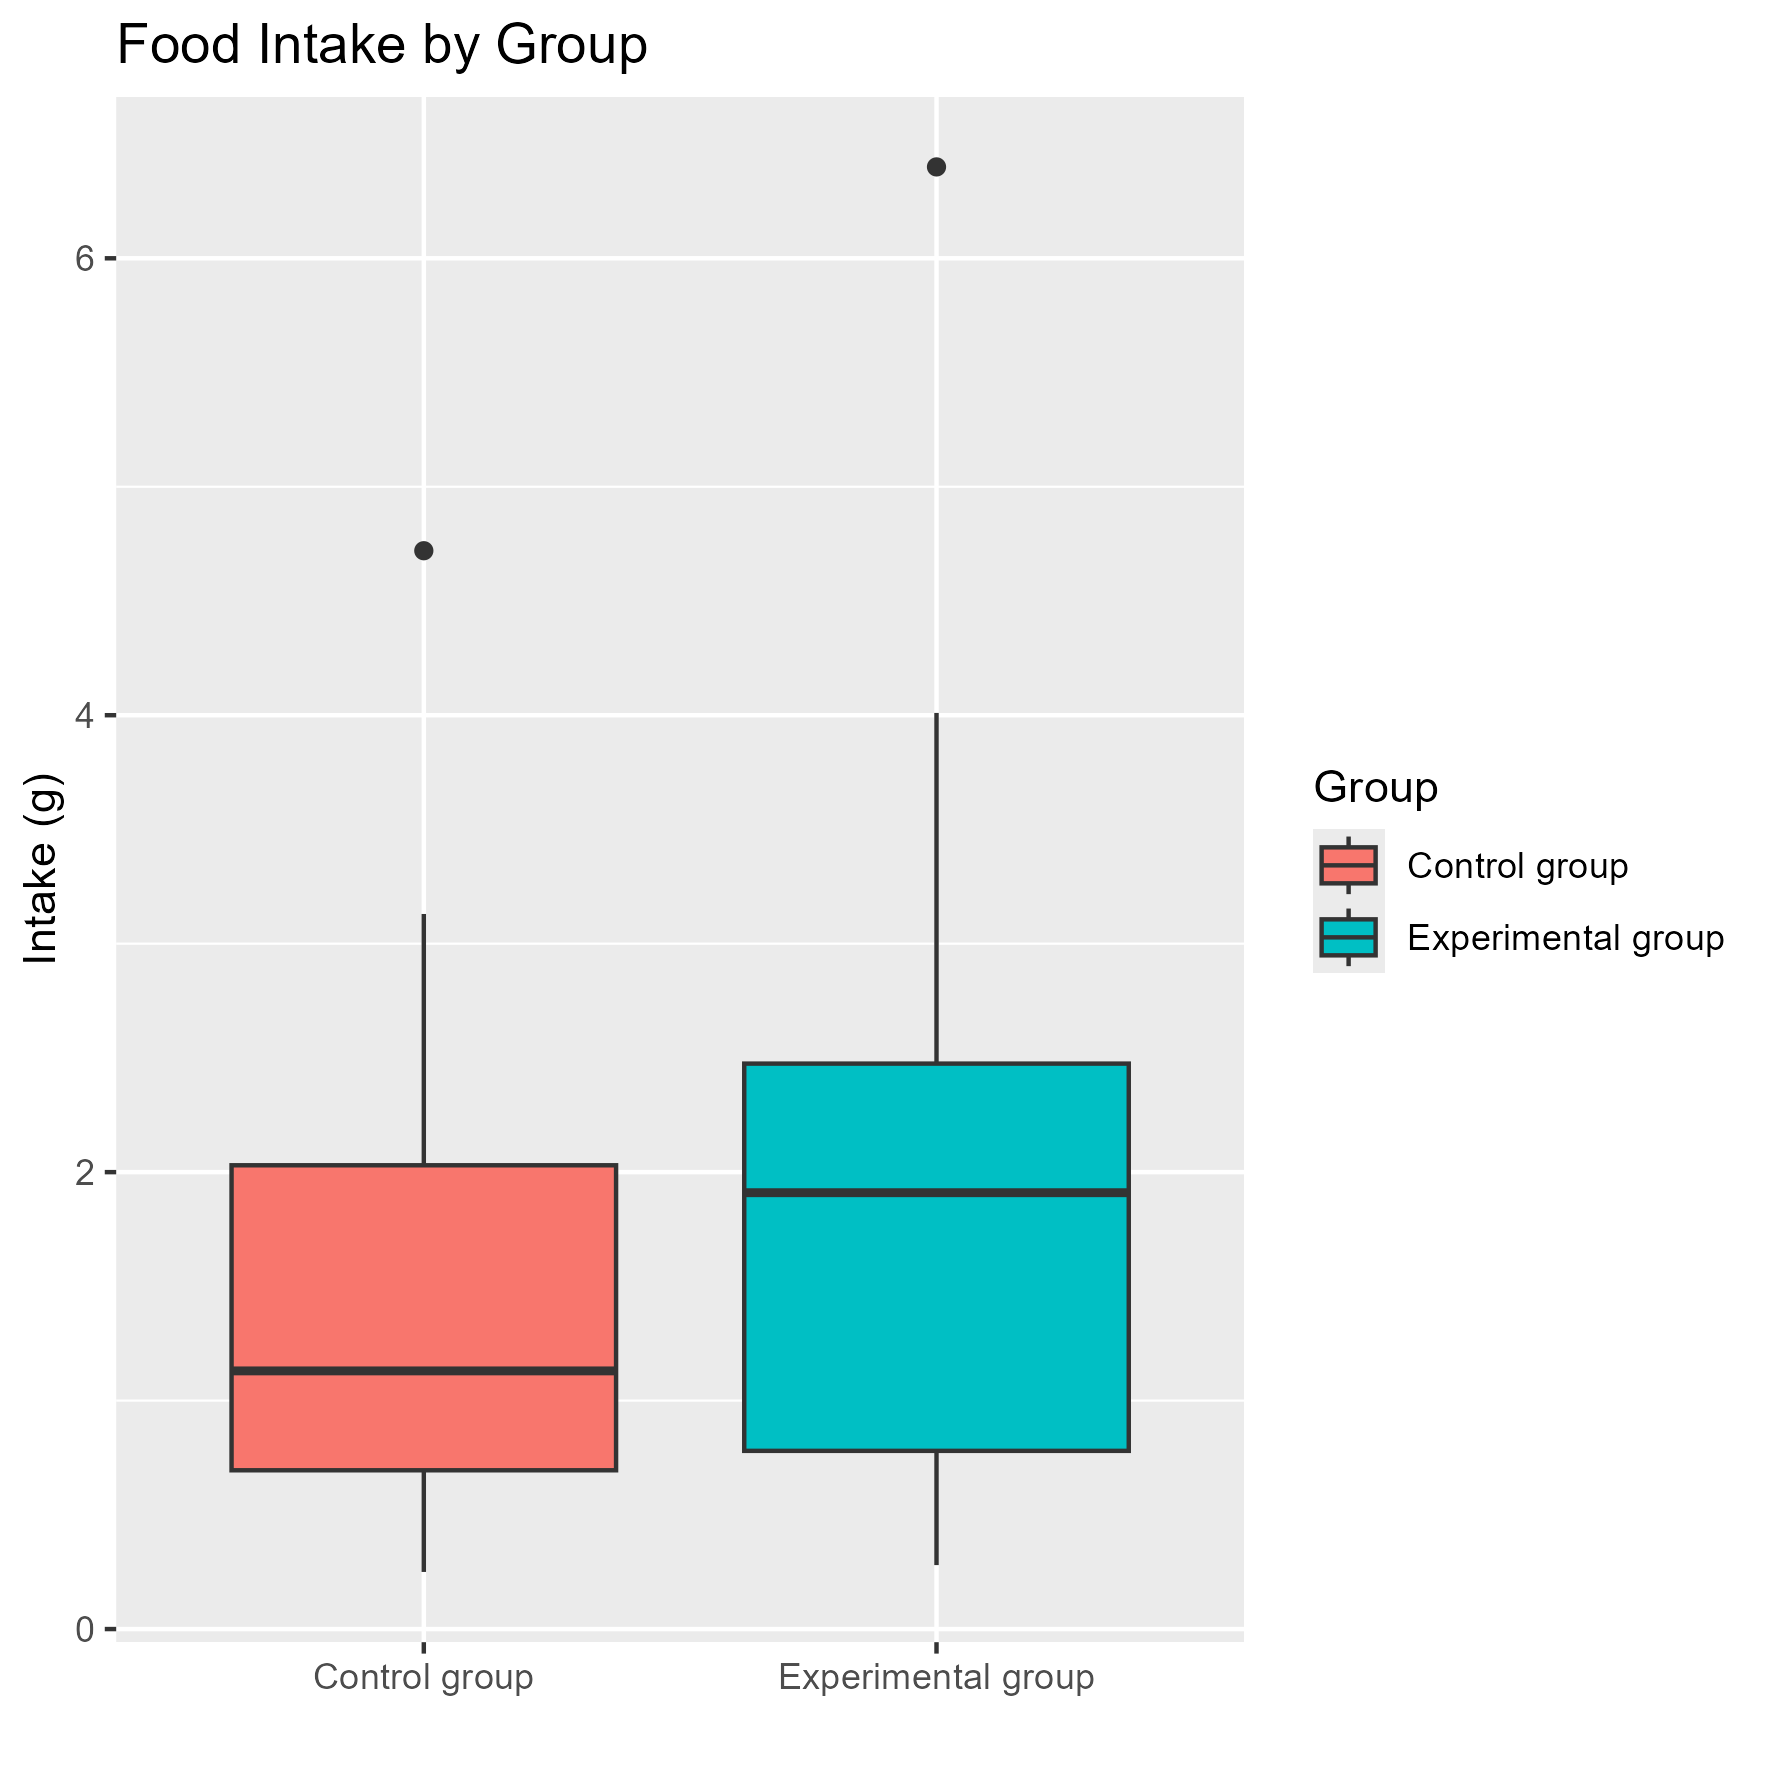 Food Intake by Group
Intake (g)
6
4
2
0
Control group
Experimental group
Group
Control group
Experimental group